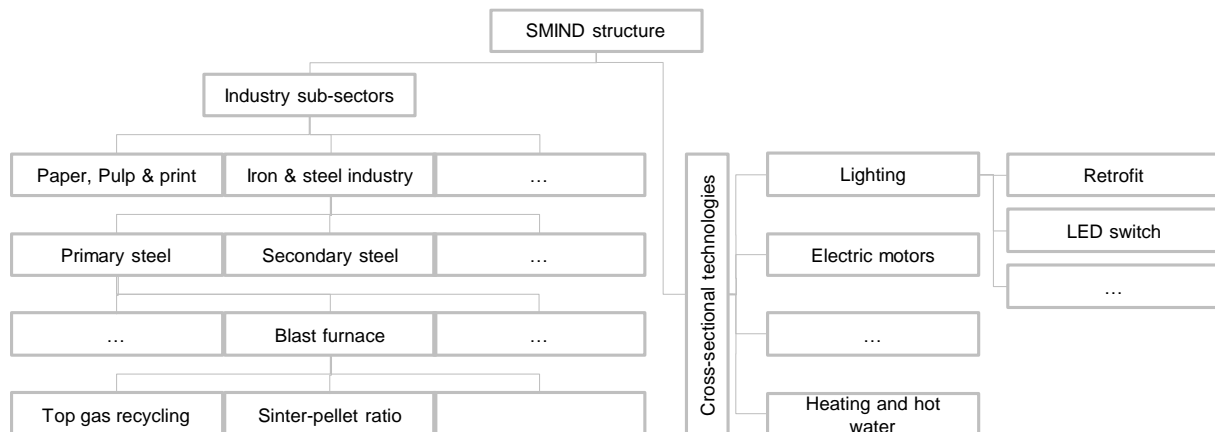 SMIND structure
Industry sub-sectors
Paper, Pulp & print
Iron & steel industry
...
Primary steel
Secondary steel
...
...
Blast furnace
...
Top gas recycling
Sinter-pellet ratio
Cross-sectional technologies
Lighting
Electric motors
...
Heating and hot
water
Retrofit
LED switch
...